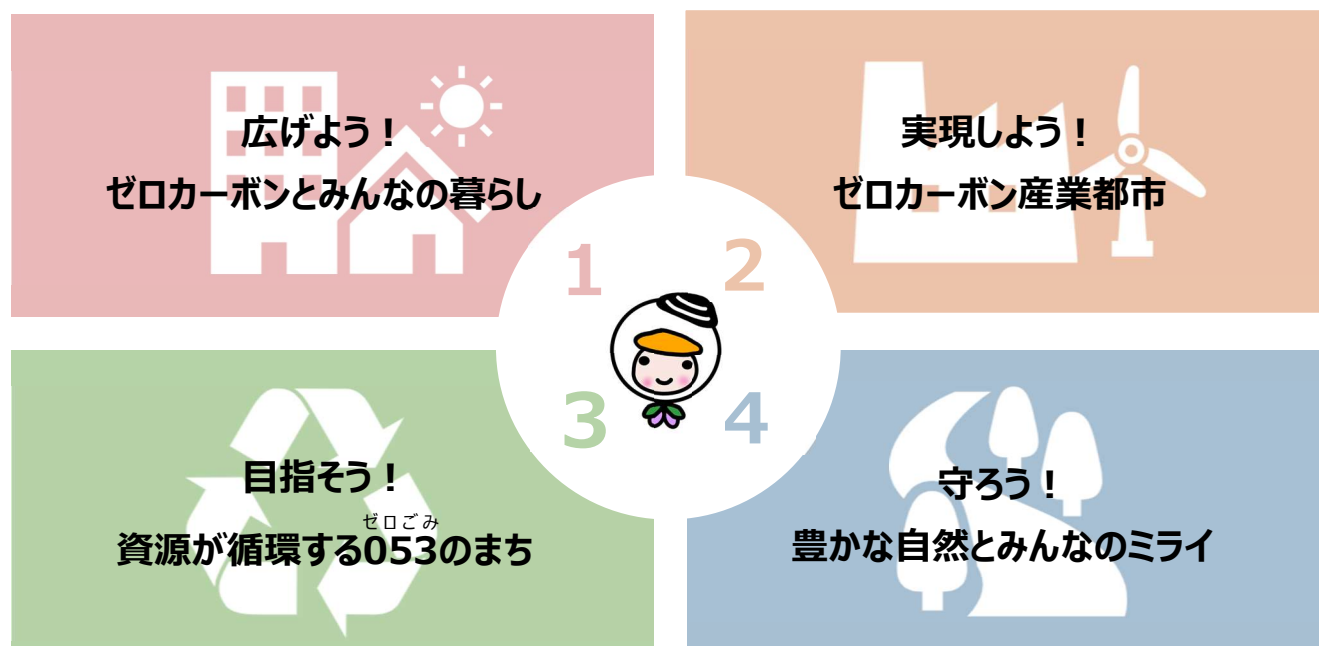 広げよう！
ゼロカーボンとみんなの暮らし
実現しよう！
ゼロカーボン産業都市
1
2
3
4
目指そう！
ゼロごみ
資源が循環する053のまち
守ろう！
豊かな自然とみんなのミライ